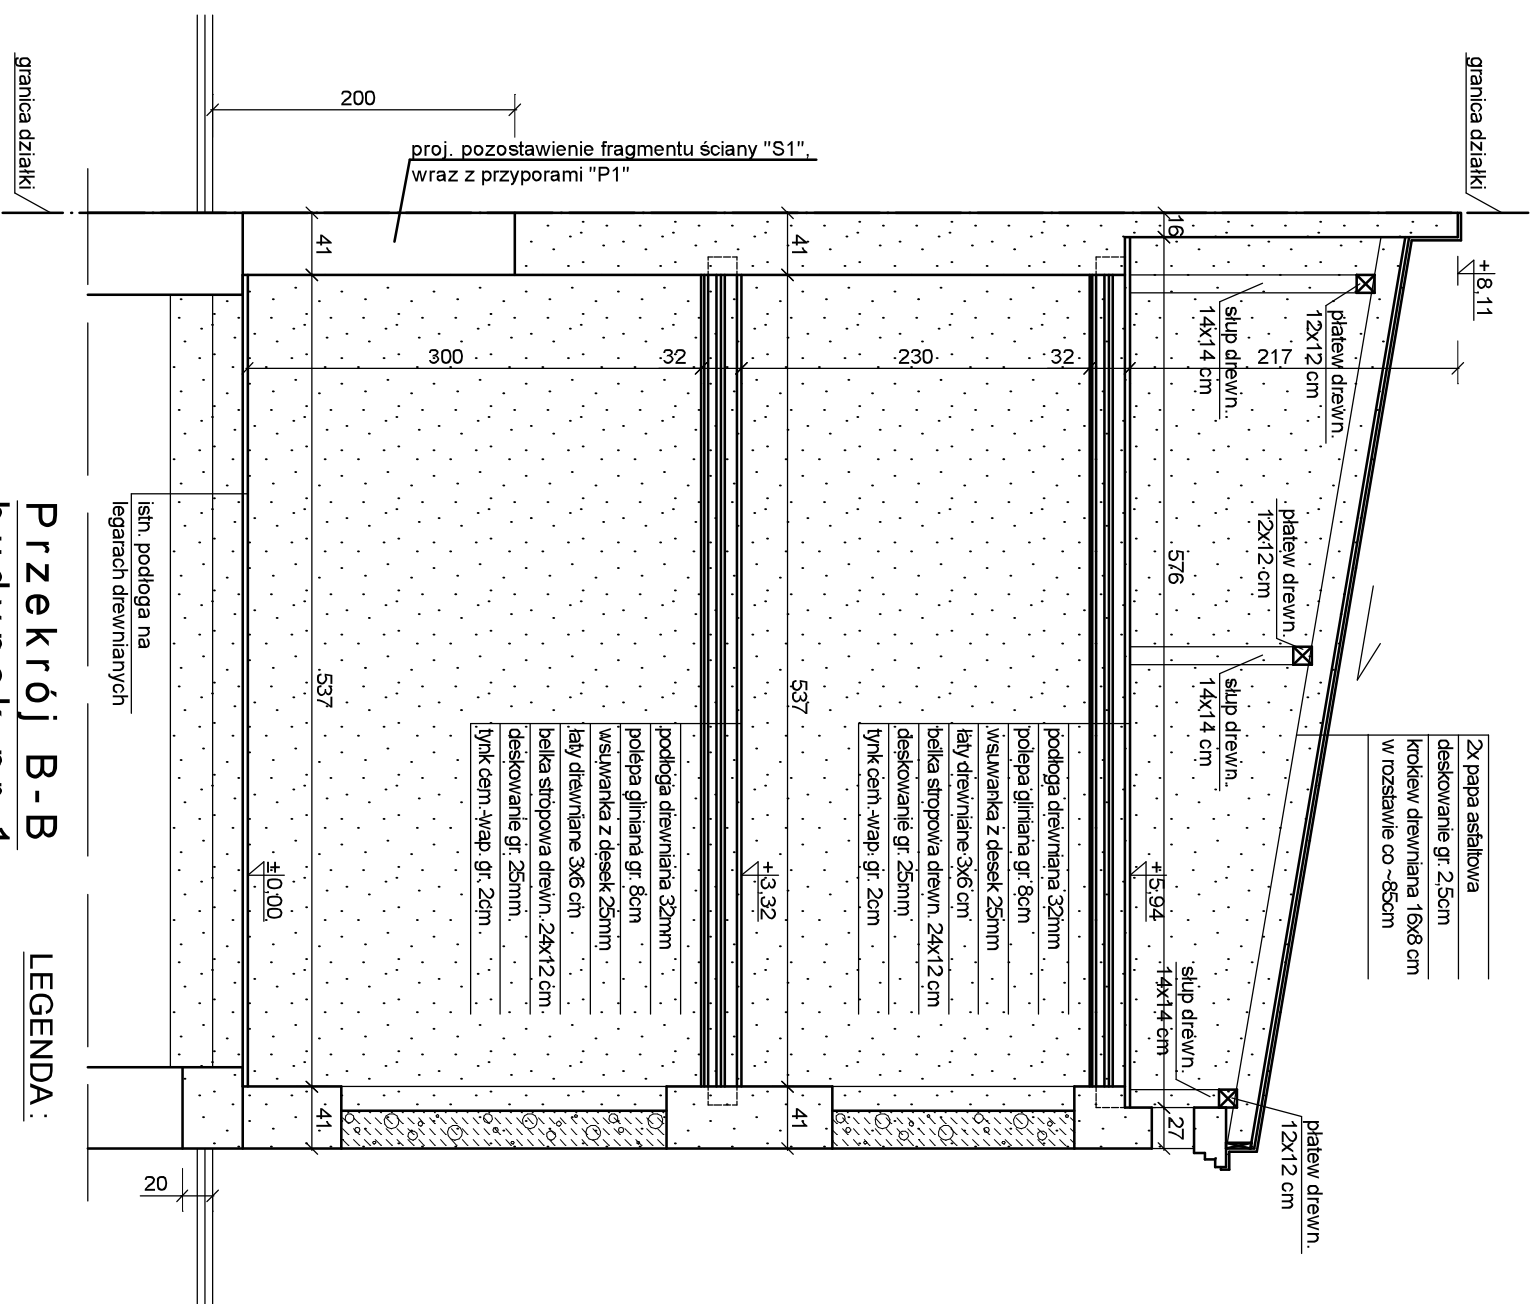 granica działki
granica działki
200
proj. pozostawienie fragmentu ściany "S1",
wraz z przyporami "P1"
41
41
16
+8,11
300
32
230
32
217
słup drewn.
14x14 cm
płatew drewn.
12x12 cm
płatew drewn.
12x12 cm
576
słup drewn.
14x14 cm
istn. podłoga na
legarach drewnianych
537
537
2x papa asfaltowa
deskowanie gr. 2,5cm
krokiew drewniana 16x8 cm
w rozstawie co ~85cm
podłoga drewniana 32mm
polepa gliniana gr. 8cm
wsuwanka z desek 25mm
łaty drewniane 3x6 cm
belka stropowa drewn. 24x12 cm
deskowanie gr. 25mm
tynk cem.-wap. gr. 2cm
podłoga drewniana 32mm
polepa gliniana gr. 8cm
wsuwanka z desek 25mm
łaty drewniane 3x6 cm
belka stropowa drewn. 24x12 cm
deskowanie gr. 25mm
tynk cem.-wap. gr. 2cm
±0,00
+3,32
+5,94
słup drewn.
14x14 cm
płatew drewn.
12x12 cm
41
41
27
20
Przekrój B-B
LEGENDA: